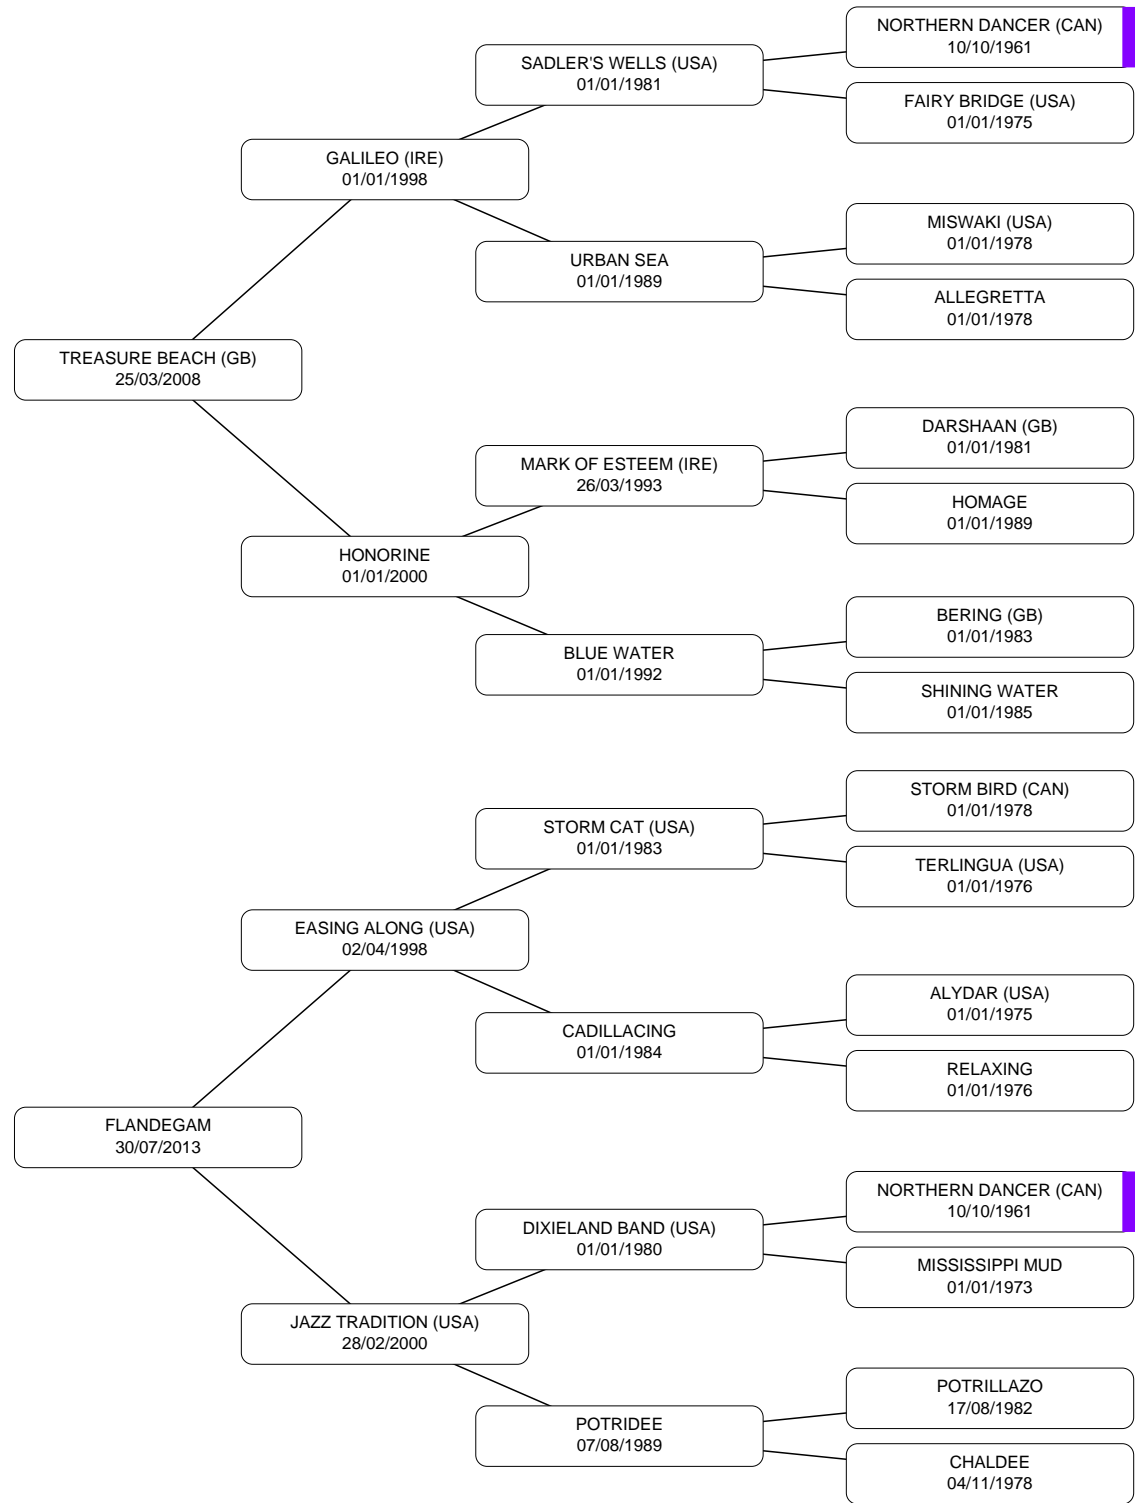 NORTHERN DANCER (CAN)
10/10/1961
SADLER'S WELLS (USA)
01/01/1981
FAIRY BRIDGE (USA)
01/01/1975
GALILEO (IRE)
01/01/1998
MISWAKI (USA)
01/01/1978
URBAN SEA
01/01/1989
ALLEGRETTA
01/01/1978
TREASURE BEACH (GB)
25/03/2008
DARSHAAN (GB)
01/01/1981
MARK OF ESTEEM (IRE)
26/03/1993
HOMAGE
01/01/1989
HONORINE
01/01/2000
BERING (GB)
01/01/1983
BLUE WATER
01/01/1992
SHINING WATER
01/01/1985
STORM BIRD (CAN)
01/01/1978
STORM CAT (USA)
01/01/1983
TERLINGUA (USA)
01/01/1976
EASING ALONG (USA)
02/04/1998
ALYDAR (USA)
01/01/1975
CADILLACING
01/01/1984
RELAXING
01/01/1976
FLANDEGAM
30/07/2013
NORTHERN DANCER (CAN)
10/10/1961
DIXIELAND BAND (USA)
01/01/1980
MISSISSIPPI MUD
01/01/1973
JAZZ TRADITION (USA)
28/02/2000
POTRILLAZO
17/08/1982
POTRIDEE
07/08/1989
CHALDEE
04/11/1978